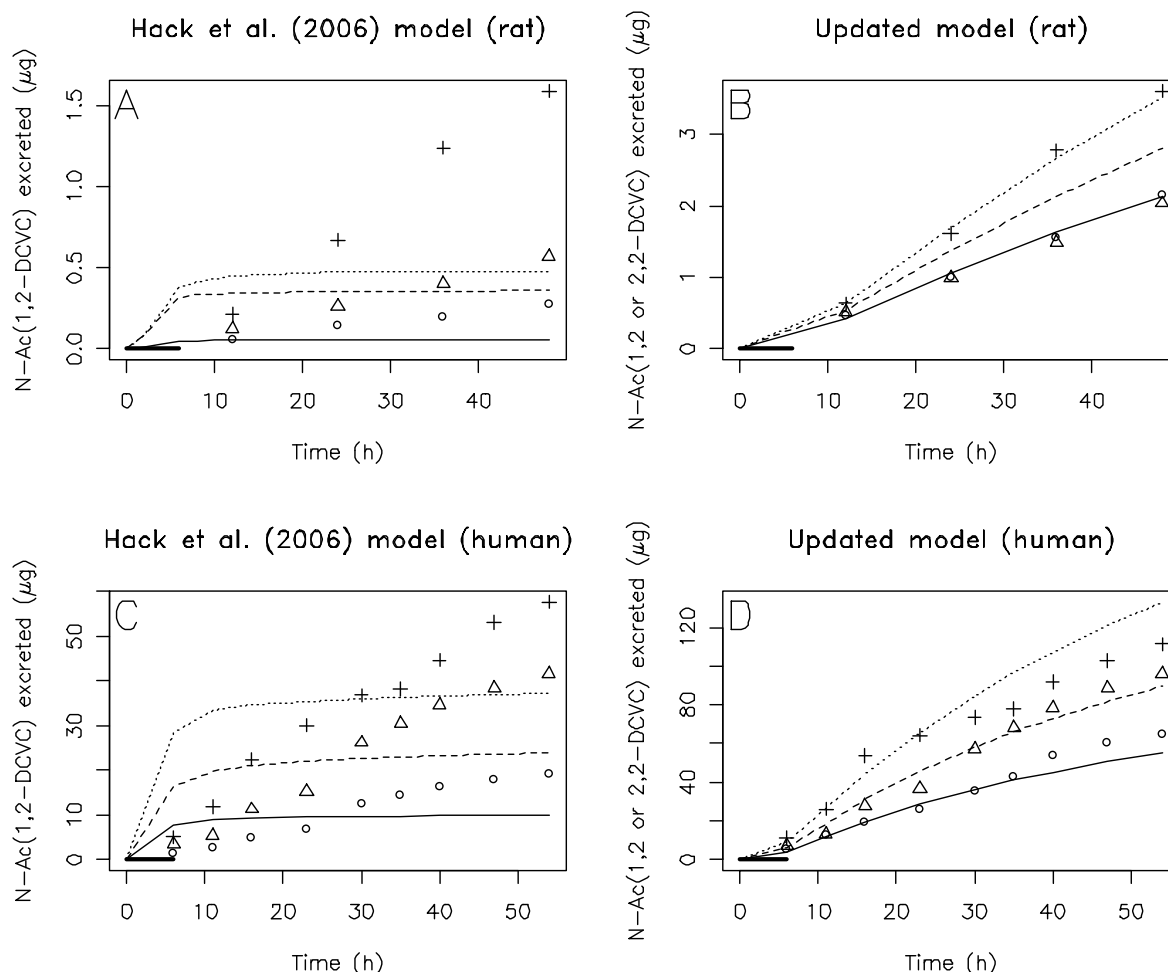 Hack et al. (2006) model (rat)
N-Ac(1,2-DCVC) excreted (μg)
A
0.0 0.5 1.0 1.5
0 10 20 30 40
Time (h)
Updated model (rat)
N-Ac(1,2 or 2,2-DCVC) excreted (μg)
B
0 1 2 3
0 10 20 30 40
Time (h)
Hack et al. (2006) model (human)
N-Ac(1,2-DCVC) excreted (μg)
C
0 10 30 50
0 10 20 30 40 50
Time (h)
Updated model (human)
N-Ac(1,2 or 2,2-DCVC) excreted (μg)
D
0 40 80 120
0 10 20 30 40 50
Time (h)